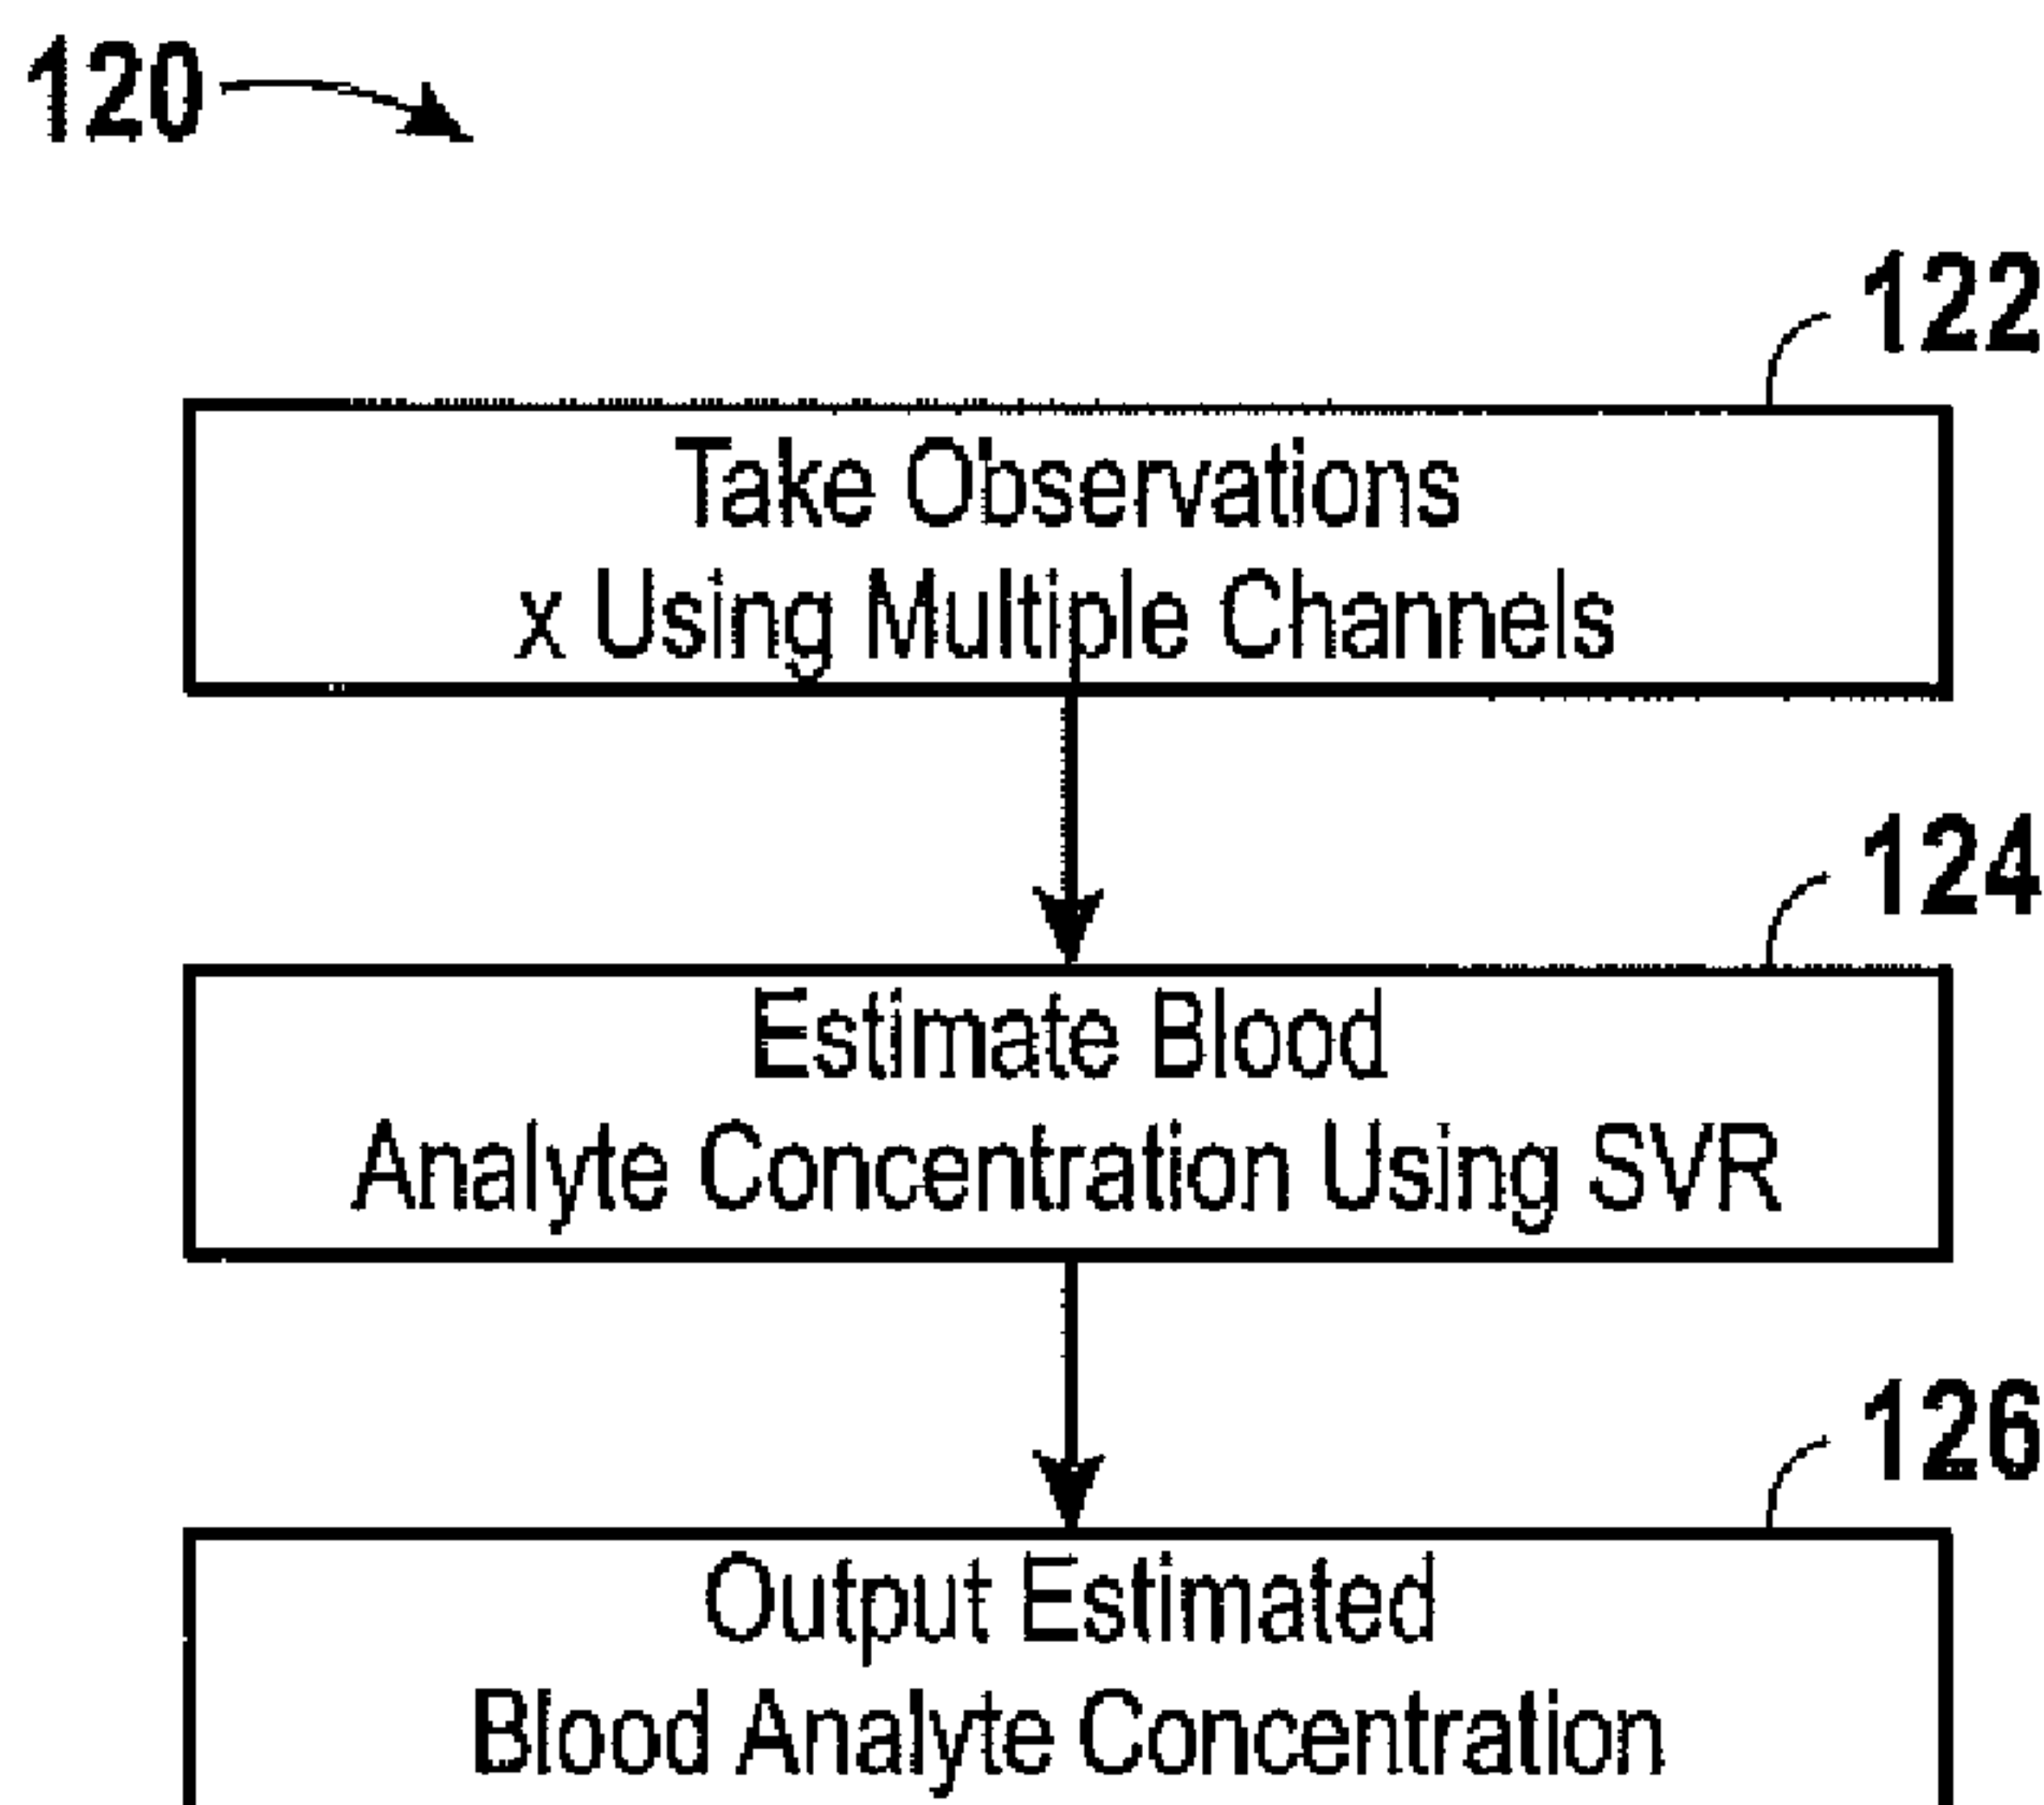 120
122
Take Observations
x Using Multiple Channels
124
Estimate Blood
Analyte Concentration Using SVR
126
Output Estimated
Blood Analyte Concentration